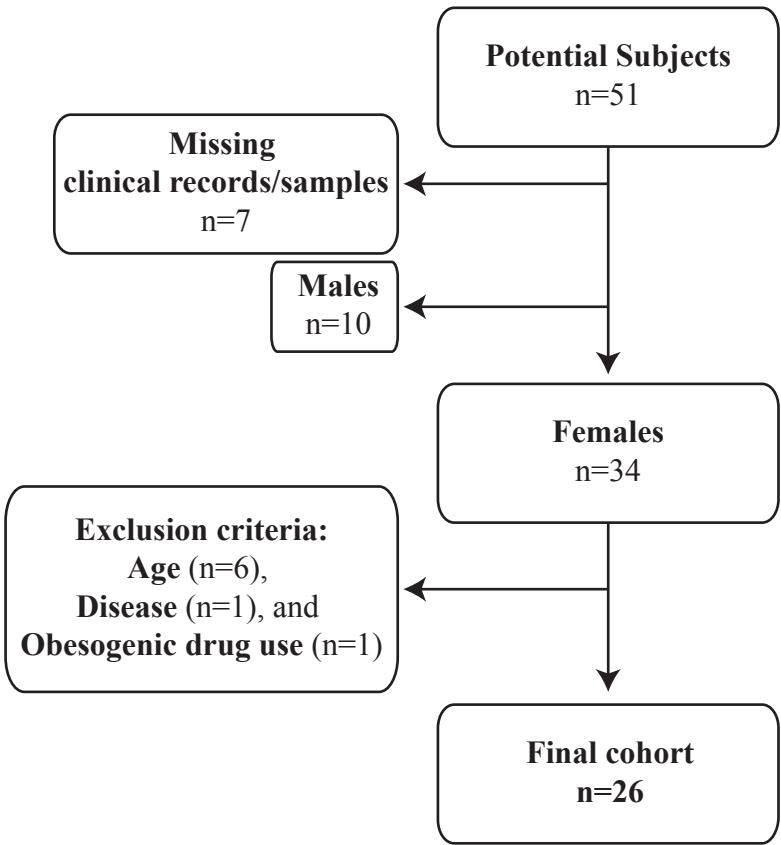 Potential Subjects
n=51
Missing
clinical records/samples
n=7
Males
n=10
Females
n=34
Exclusion criteria:
Age (n=6),
Disease (n=1), and
Obesogenic drug use (n=1)
Final cohort
n=26